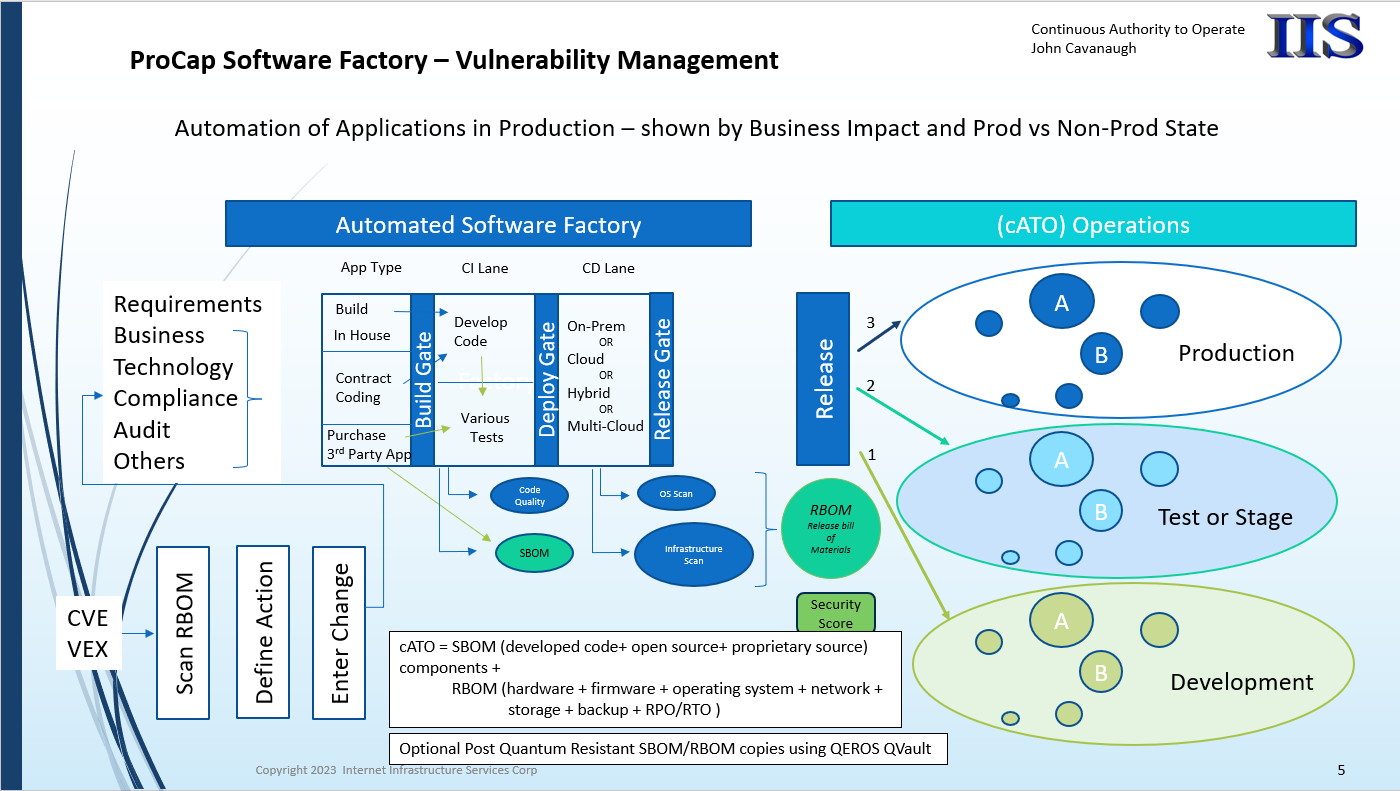 Continuous Authority to Operate
John Cavanaugh
IIS
ProCap Software Factory – Vulnerability Management
Automation of Applications in Production – shown by Business Impact and Prod vs Non-Prod State
Automated Software Factory
(cATO) Operations
App Type
CI Lane
CD Lane
Requirements
Business
Technology
Compliance
Audit
Others
Build
In House
Contract
Coding
Purchase
3rd Party App
Build Gate
Develop
Code
Factory
Various
Tests
Deploy Gate
On-Prem
OR
Cloud
OR
Hybrid
OR
Multi-Cloud
Release Gate
Code
Quality
SBOM
OS Scan
Infrastructure
Scan
Release
3
2
1
RBOM
Release bill
of
Materials
Security
Score
A
B
Production
A
B
Test or Stage
A
B
Development
CVE
VEX
Scan RBOM
Define Action
Enter Change
cATO = SBOM (developed code+ open source+ proprietary source)
components +
RBOM (hardware + firmware + operating system + network +
storage + backup + RPO/RTO )
Optional Post Quantum Resistant SBOM/RBOM copies using QEROS QVault
Copyright 2023 Internet Infrastructure Services Corp
5